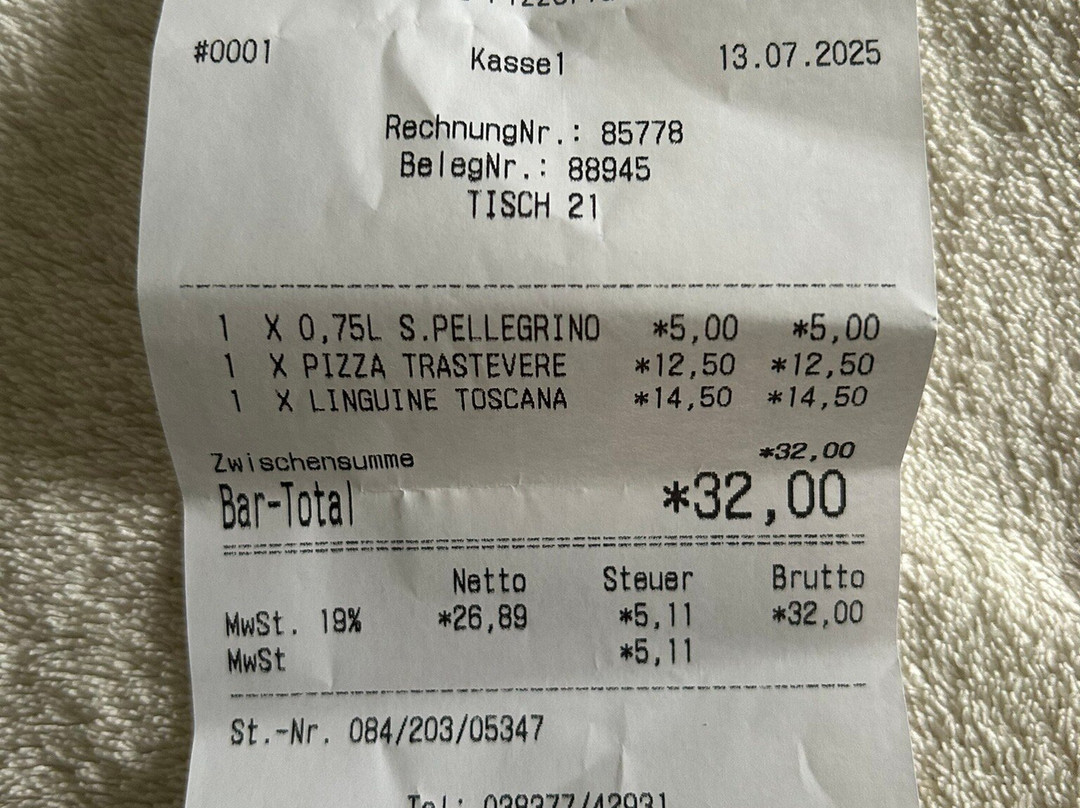 #0001 Kasse1 13.07.2025
RechnungNr.: 85778
BelegNr.: 88945
TISCH 21
1 X 0,75L S.PELLEGRINO *5,00 *5,00
1 X PIZZA TRASTEVERE *12,50 *12,50
1 X LINGUINE TOSCANA *14,50 *14,50
Zwischensumme *32,00
Bar-Total *32,00
Netto Steuer Brutto
MwSt. 19% *26,89 *5,11 *32,00
MwSt *5,11
St.-Nr. 084/203/05347
Tel: 038377/42931